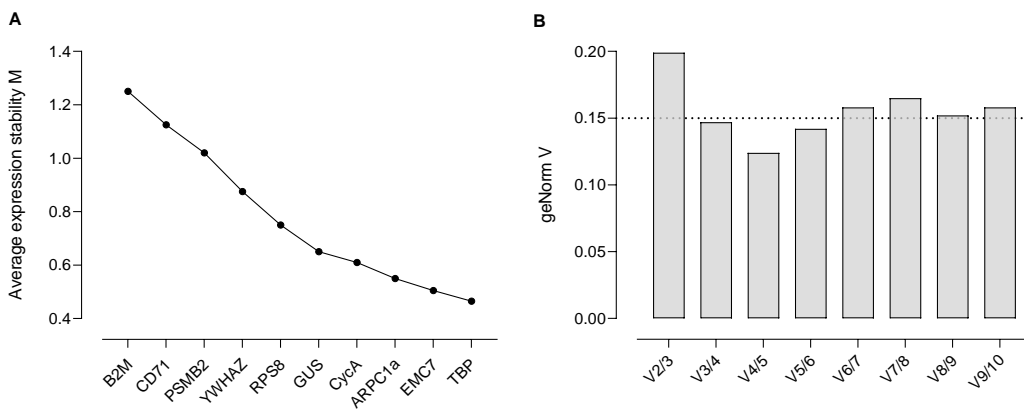 A
Average expression stability M
1.4
1.2
1.0
0.8
0.6
0.4
B2M
CD71
PSMB2
YWHAZ
RPS8
GUS
CycA
ARPC1a
EMC7
TBP
B
geNorm V
0.20
0.15
0.10
0.05
0.00
V2/3
V3/4
V4/5
V5/6
V6/7
V7/8
V8/9
V9/10